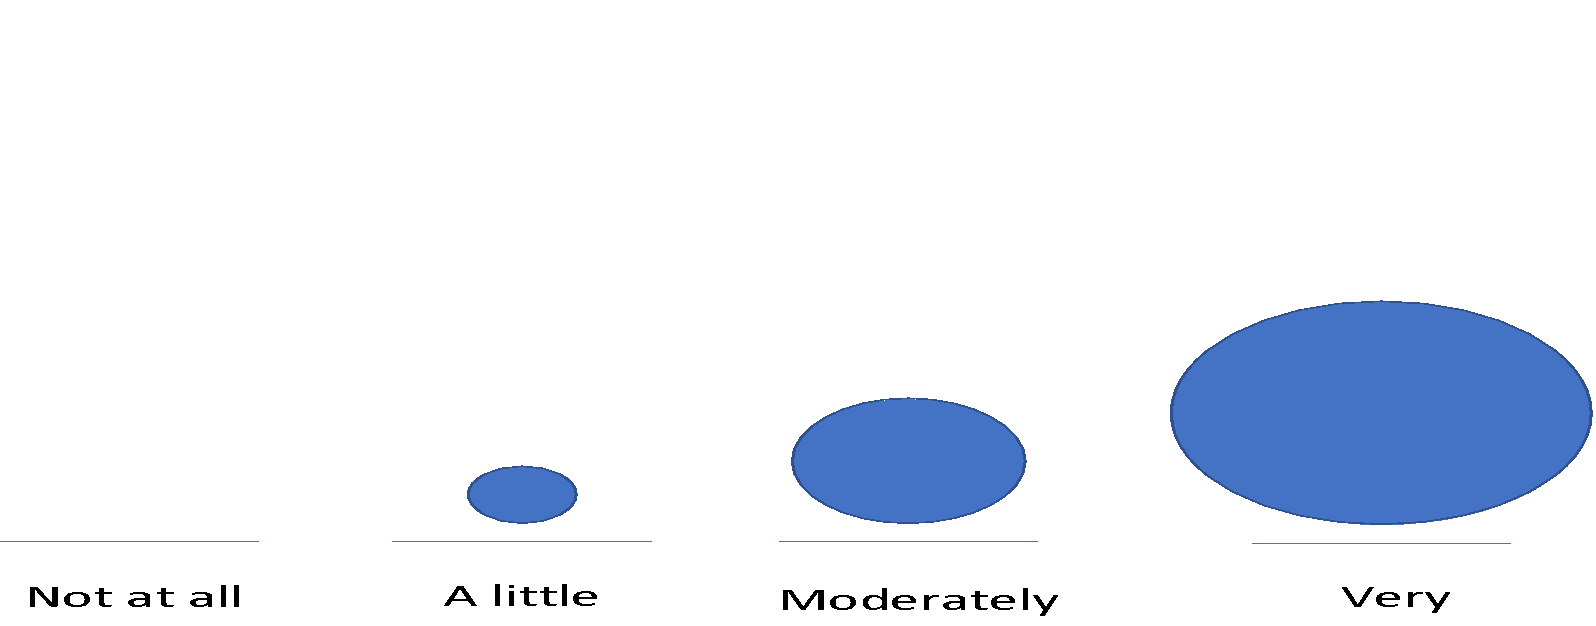 Not at all
A little
Moderately
Very